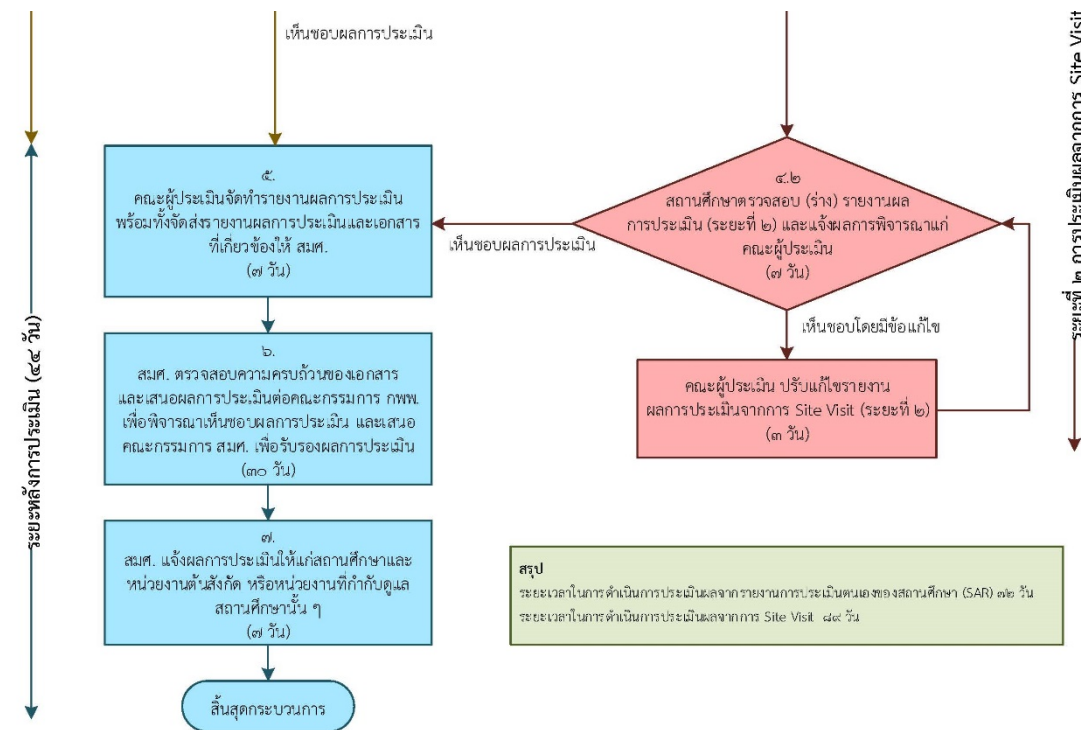 เห็นชอบผลการประเมิน
๕.
คณะผู้ประเมินจัดทำรายงานผลการประเมิน
พร้อมทั้งจัดส่งรายงานผลการประเมินและเอกสาร
ที่เกี่ยวข้องให้ สมศ.
(๗ วัน)
๔.๒
สถานศึกษาตรวจสอบ (ร่าง) รายงานผล
การประเมิน (ระยะที่ ๒) และแจ้งผลการพิจารณาแก่
คณะผู้ประเมิน
(๗ วัน)
เห็นชอบผลการประเมิน
เห็นชอบโดยมีข้อแก้ไข
คณะผู้ประเมิน ปรับแก้ไขรายงาน
ผลการประเมินจากการ Site Visit (ระยะที่ ๒)
(๓ วัน)
๖.
สมศ. ตรวจสอบความครบถ้วนของเอกสาร
และเสนอผลการประเมินต่อคณะกรรมการ กพพ.
เพื่อพิจารณาเห็นชอบผลการประเมิน และเสนอ
คณะกรรมการ สมศ. เพื่อรับรองผลการประเมิน
(๓๐ วัน)
๗.
สมศ. แจ้งผลการประเมินให้แก่สถานศึกษาและ
หน่วยงานต้นสังกัด หรือหน่วยงานที่กำกับดูแล
สถานศึกษานั้น ๆ
(๗ วัน)
สิ้นสุดกระบวนการ
ระยะหลังการประเมิน (๔๔ วัน)
ระยะที่ ๒ การประเมินผลจากการ Site Visit
สรุป
ระยะเวลาในการดำเนินการประเมินผลจากรายงานการประเมินตนเองของสถานศึกษา (SAR) ๗๒ วัน
ระยะเวลาในการดำเนินการประเมินผลจากการ Site Visit ๘๙ วัน